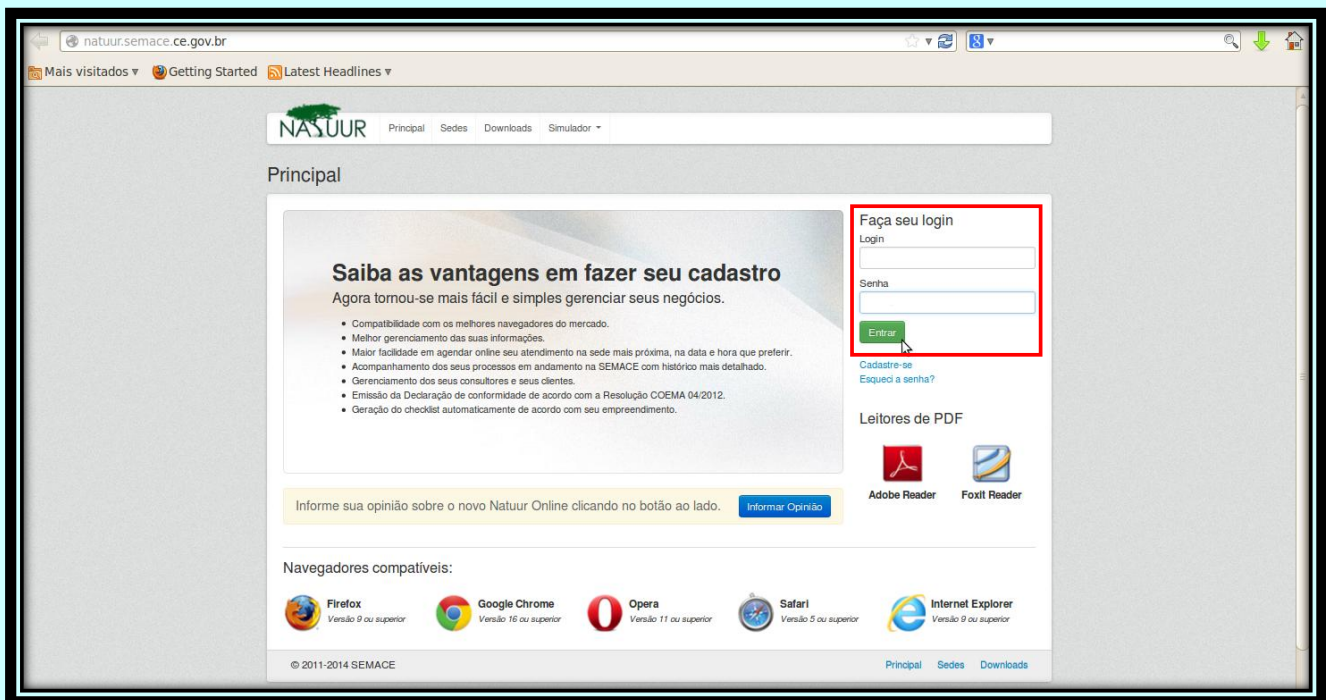 natuur.semace.ce.gov.br
Mais visitados
Getting Started
Latest Headlines
NATUUR
Principal
Sedes
Downloads
Simulador
Principal
Saiba as vantagens em fazer seu cadastro
Agora tornou-se mais fácil e simples gerenciar seus negócios.
Compatibilidade com os melhores navegadores do mercado.
Melhor gerenciamento das suas informações.
Maior facilidade em agendar online seu atendimento na sede mais próxima, na data e hora que preferir.
Acompanhamento dos seus processos em andamento na SEMACE com histórico mais detalhado.
Gerenciamento dos seus consultores e seus clientes.
Emissão da Declaração de conformidade de acordo com a Resolução COEMA 04/2012.
Geração do checklist automaticamente de acordo com seu empreendimento.
Faça seu login
Login
Senha
Entrar
Cadastre-se
Esqueci a senha?
Leitores de PDF
Adobe Reader
Foxit Reader
Informe sua opinião sobre o novo Natuur Online clicando no botão ao lado.
Informar Opinião
Navegadores compatíveis:
Firefox
Versão 9 ou superior
Google Chrome
Versão 16 ou superior
Opera
Versão 11 ou superior
Safari
Versão 5 ou superior
Internet Explorer
Versão 9 ou superior
© 2011-2014 SEMACE
Principal
Sedes
Downloads